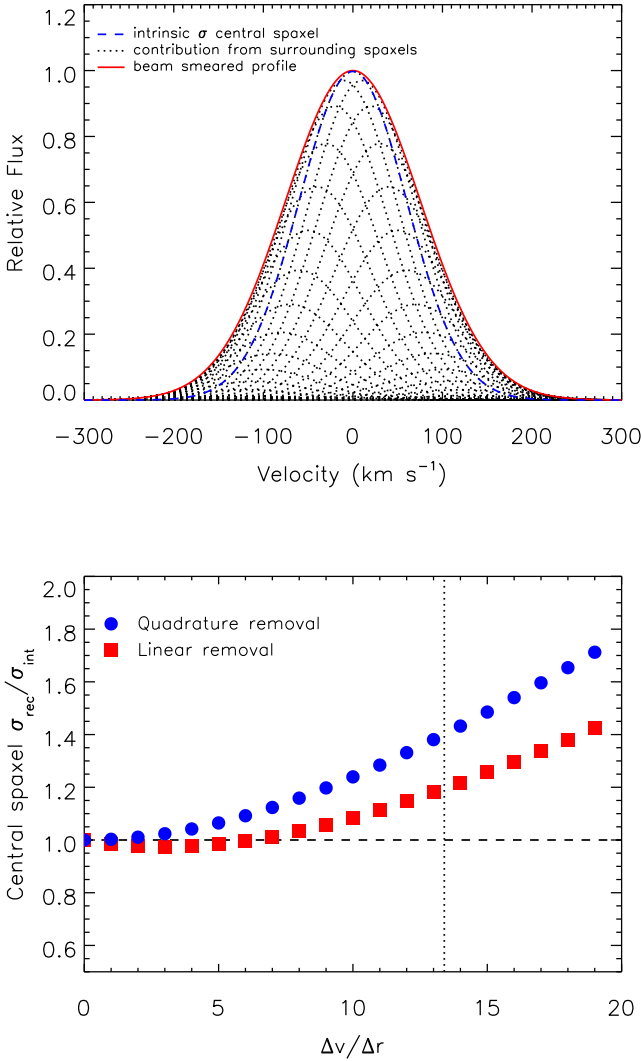 1.2
intrinsic σ central spaxel
contribution from surrounding spaxels
beam smeared profile
1.0
0.8
0.6
0.4
0.2
0.0
Relative Flux
−300 −200 −100 0 100 200 300
Velocity (km s⁻¹)
2.0
1.8
1.6
1.4
1.2
1.0
0.8
0.6
Quadrature removal
Linear removal
Central spaxel σrec/σint
0 5 10 15 20
Δv/Δr